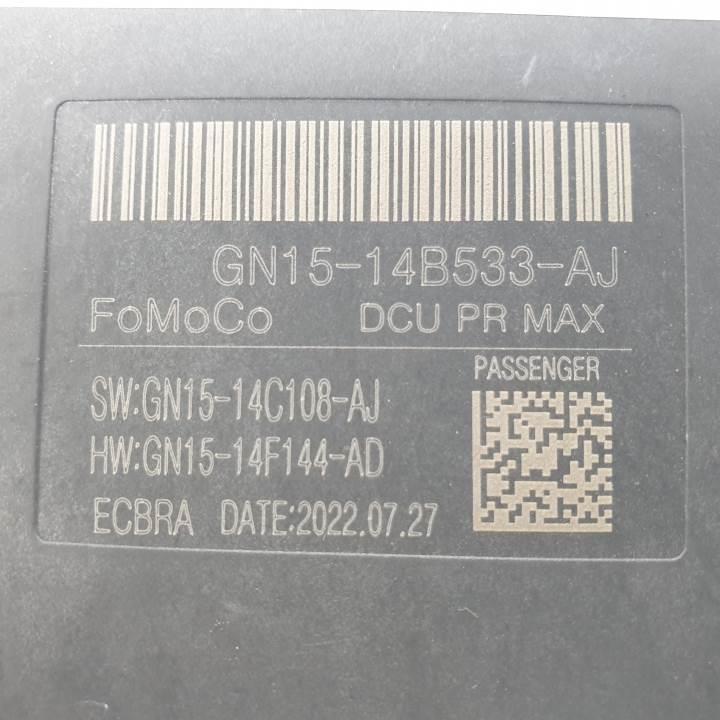 GN15-14B533-AJ
FoMoCo DCU PR MAX
PASSENGER
SW:GN15-14C108-AJ
HW:GN15-14F144-AD
ECBRA DATE:2022.07.27